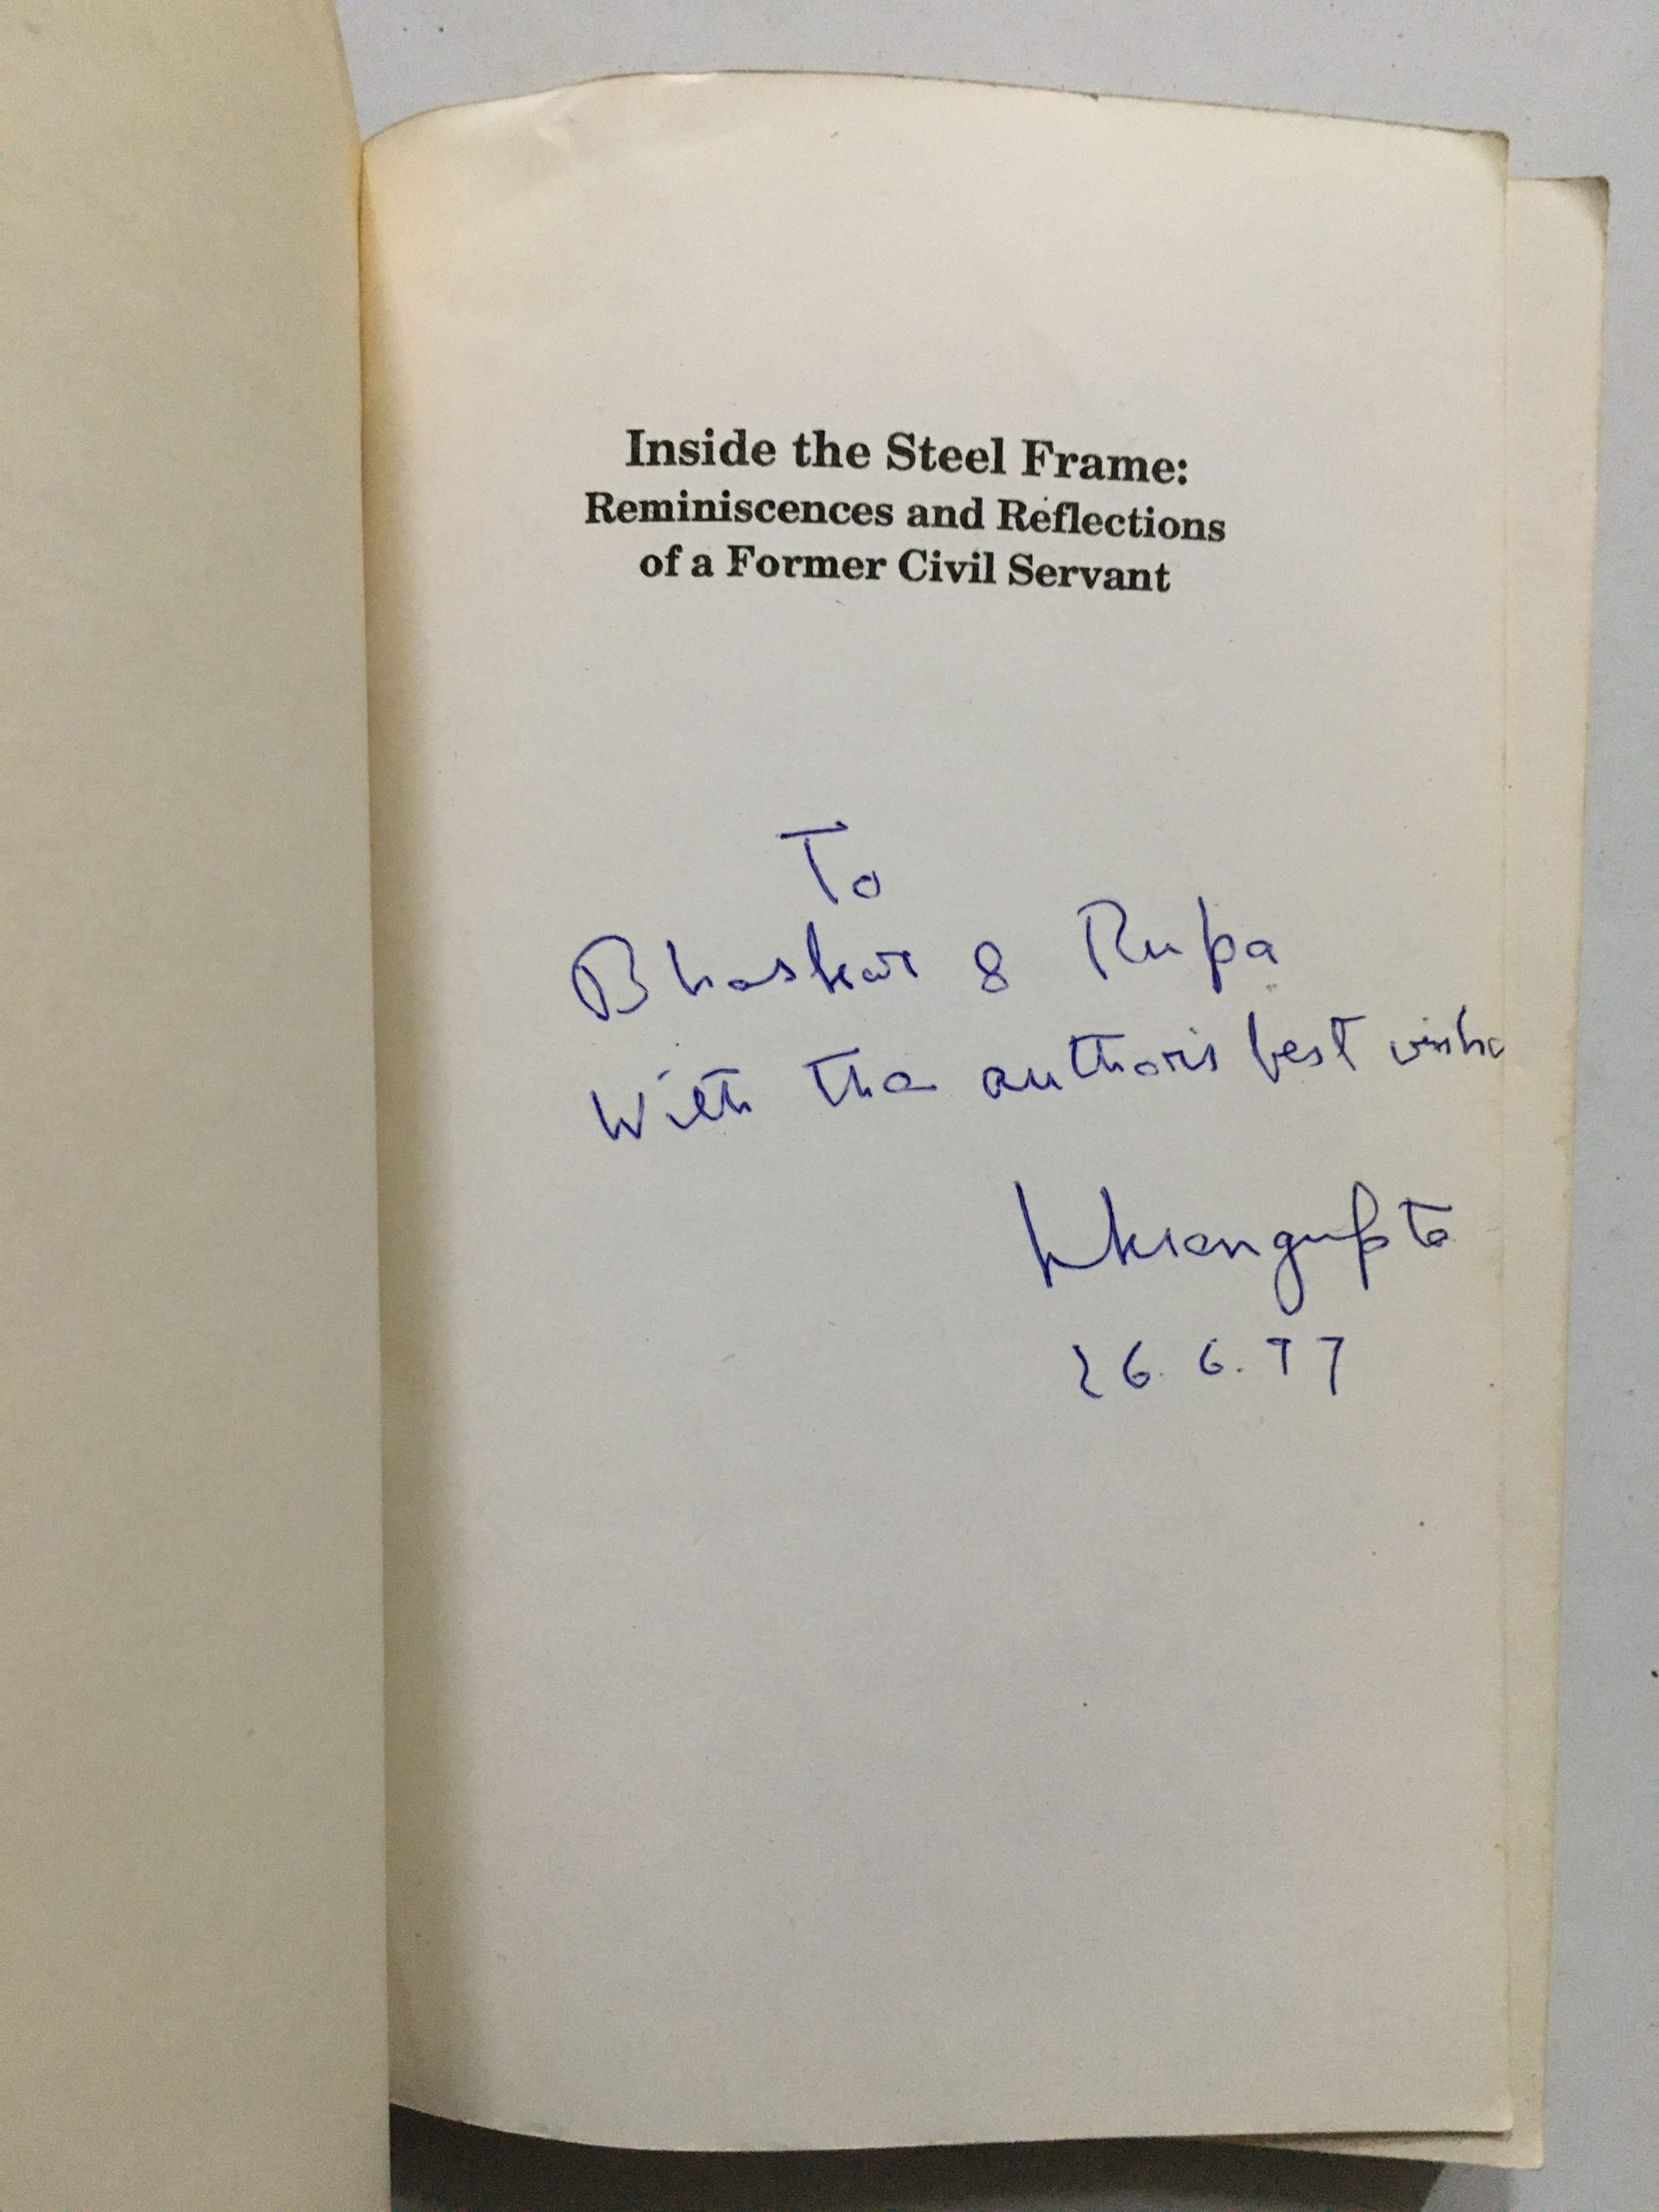 Inside the Steel Frame:
Reminiscences and Reflections
of a Former Civil Servant
To
Bhaskar & Rupa
With the author's best wishes
26.6.97